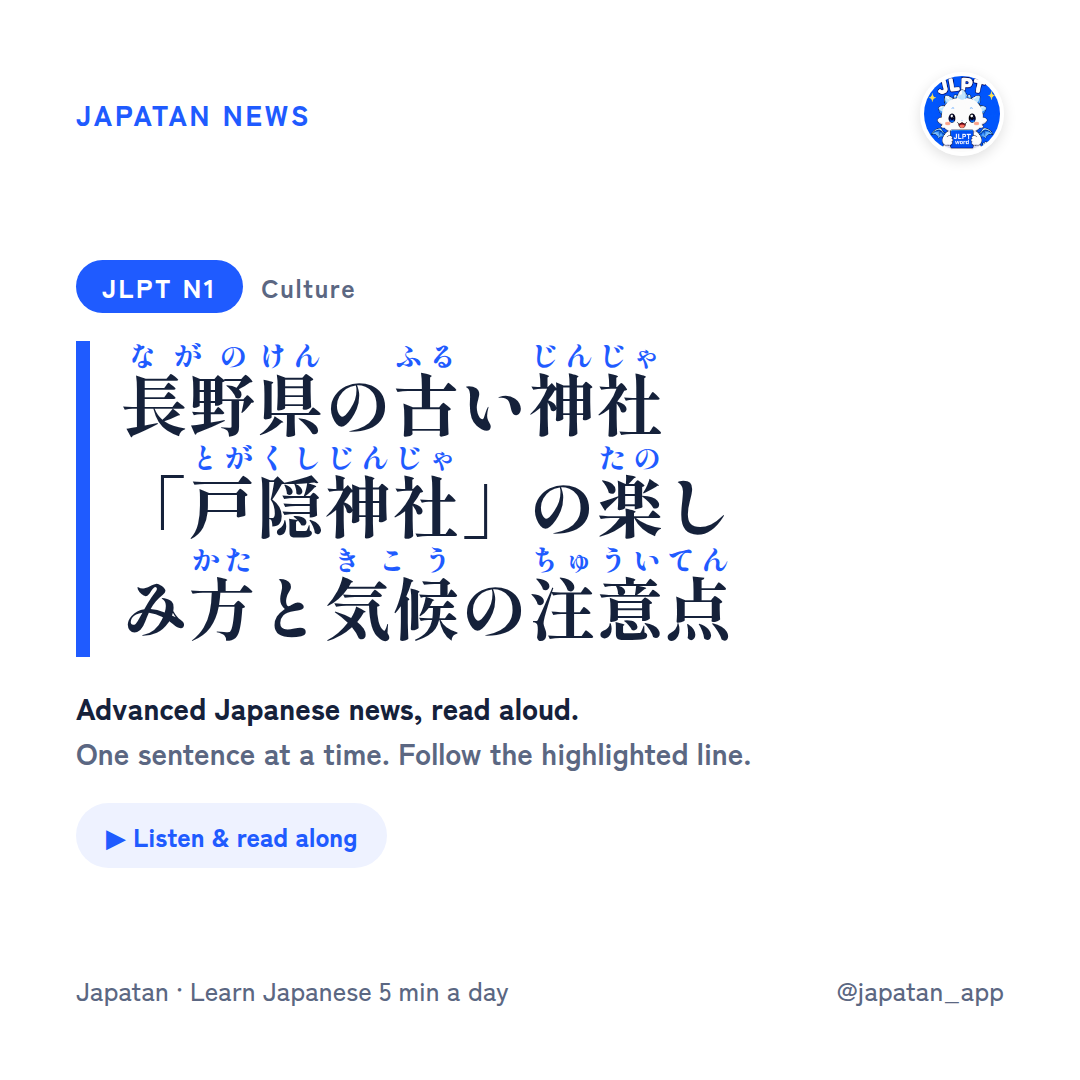 JAPATAN NEWS
JLPT
JLPT
word
JLPT N1
Culture
ながのけん ふる じんじゃ
長野県の古い神社
とがくしじんじゃ たの
「戸隠神社」の楽し
かた きこう ちゅういてん
み方と気候の注意点
Advanced Japanese news, read aloud.
One sentence at a time. Follow the highlighted line.
▶ Listen & read along
Japatan · Learn Japanese 5 min a day
@japatan_app